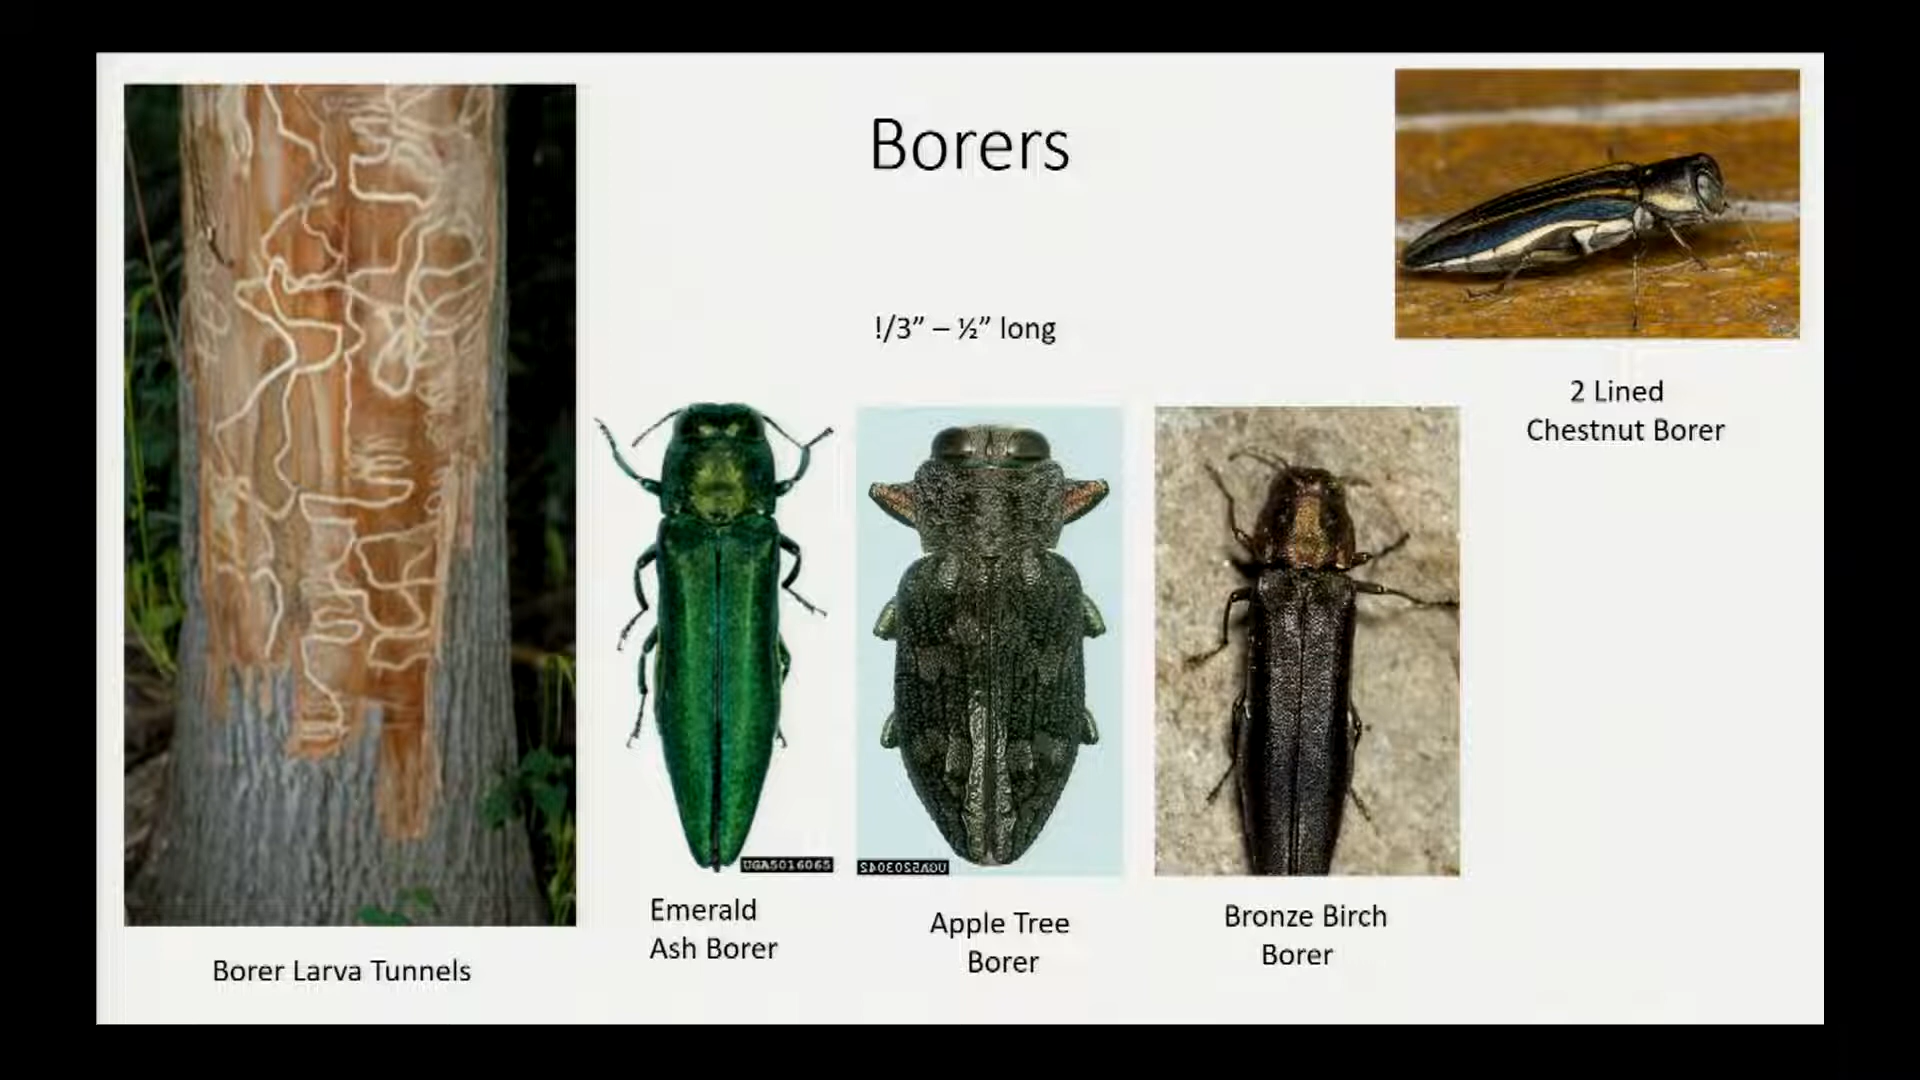 Borers
!/3” – ½” long
2 Lined
Chestnut Borer
UGA5016065
UGA5203042
Emerald
Ash Borer
Apple Tree
Borer
Bronze Birch
Borer
Borer Larva Tunnels